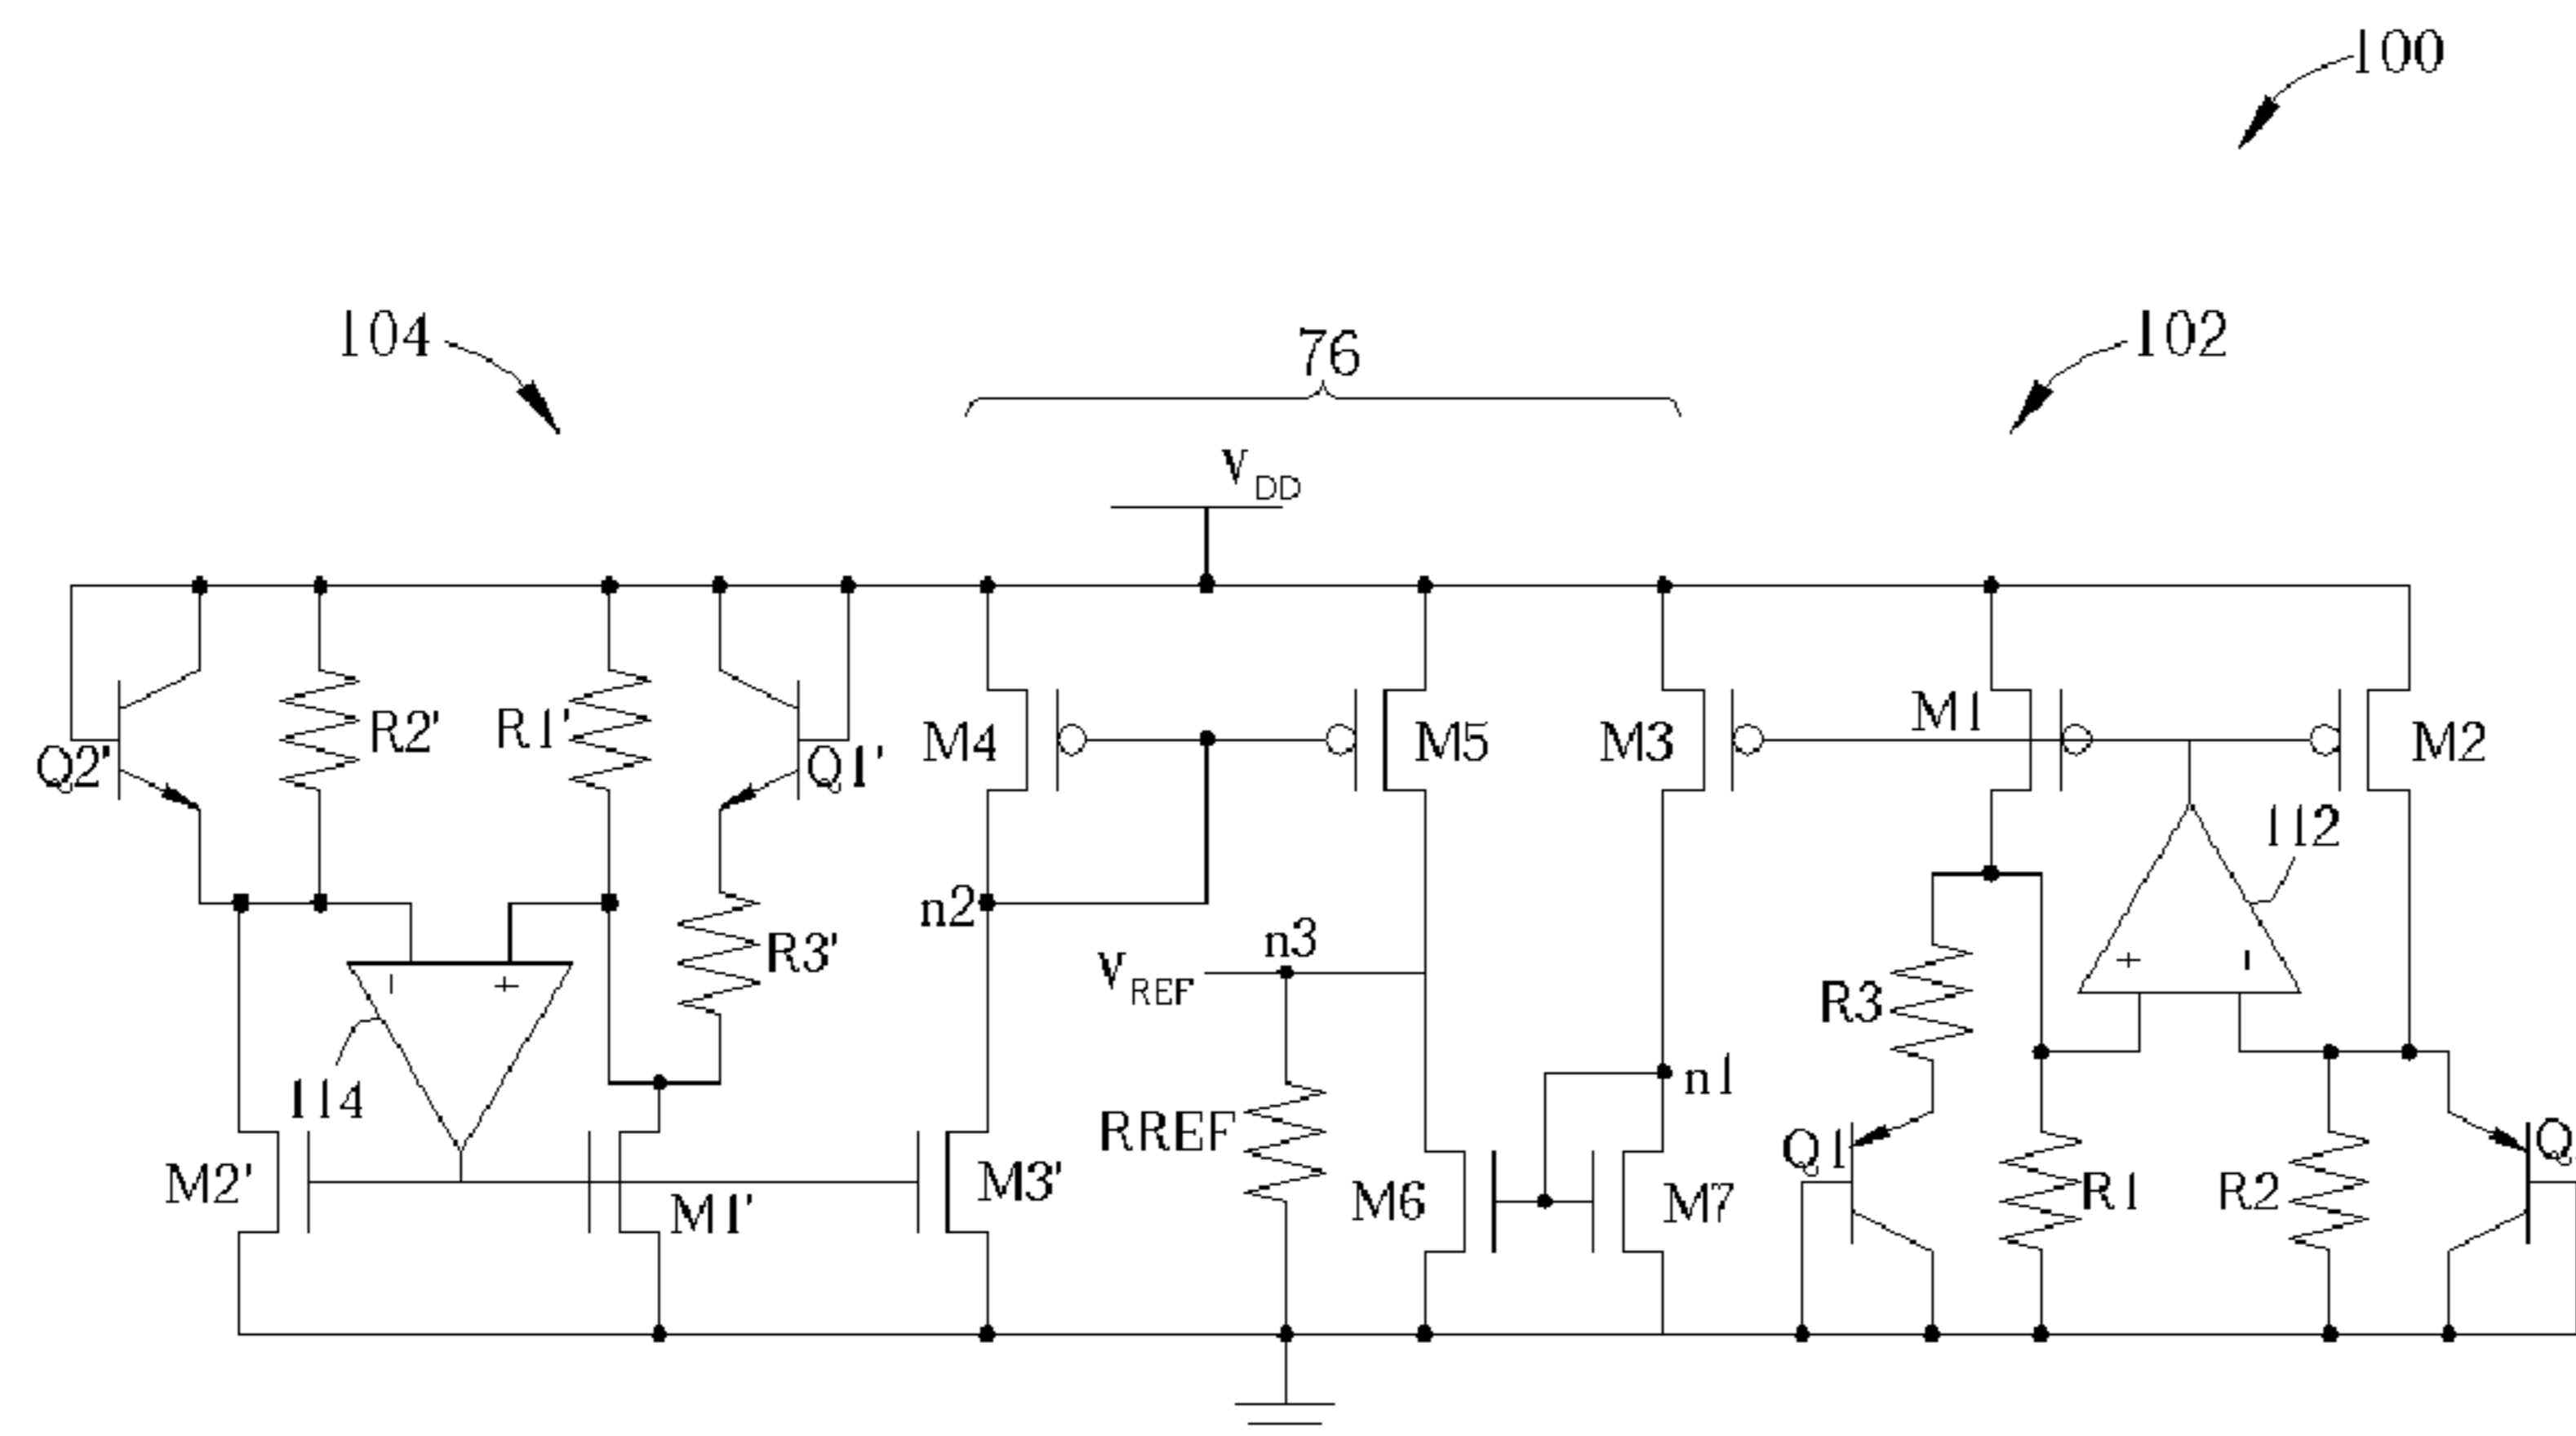 100
104
76
102
VDD
Q2'
R2'
R1'
Q1'
M4
M5
M3
M1
M2
112
n2
R3'
n3
VREF
+
-
R3
-
+
114
n1
RREF
Q1
Q
M2'
M1'
M3'
M6
M7
R1
R2